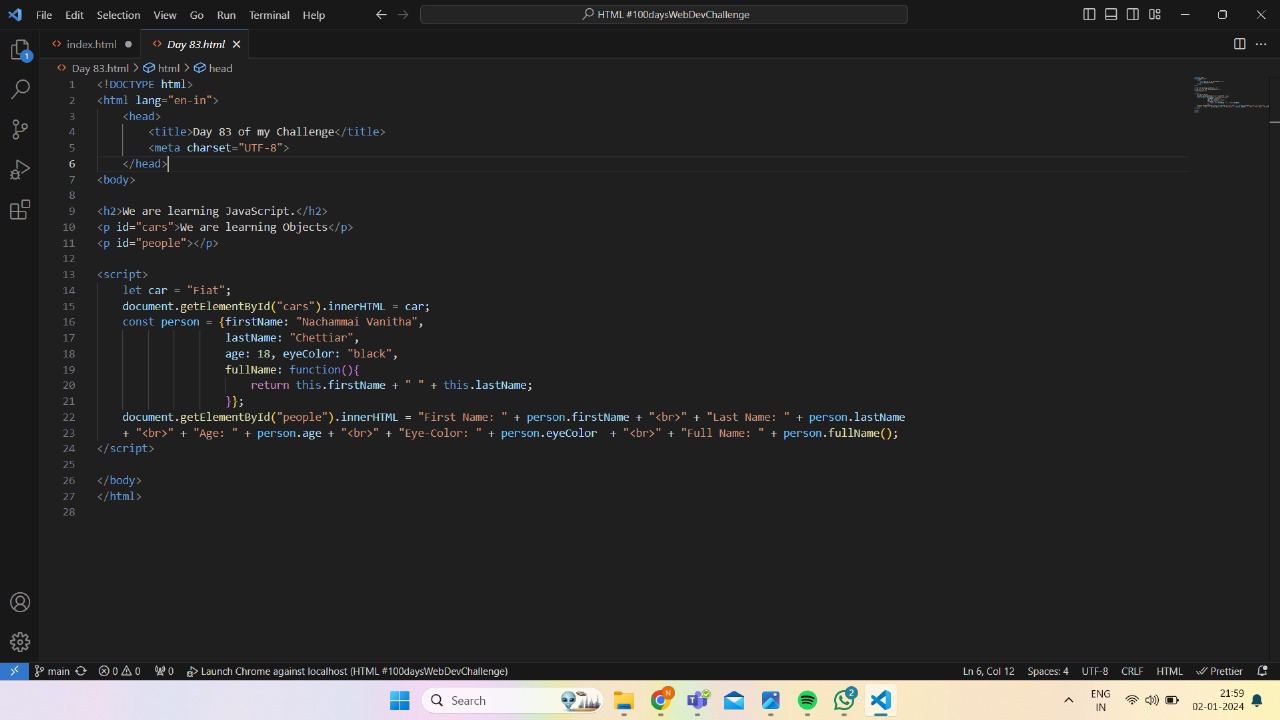 File Edit Selection View Go Run Terminal Help HTML #100daysWebDevChallenge
index.html Day 83.html
Day 83.html html head
1 <!DOCTYPE html>
2 <html lang="en-in">
3 <head>
4 <title>Day 83 of my Challenge</title>
5 <meta charset="UTF-8">
6 </head>
7 <body>
8
9 <h2>We are learning JavaScript.</h2>
10 <p id="cars">We are learning Objects</p>
11 <p id="people"></p>
12
13 <script>
14 let car = "Fiat";
15 document.getElementById("cars").innerHTML = car;
16 const person = {firstName: "Nachammai Vanitha",
17 lastName: "Chettiar",
18 age: 18, eyeColor: "black",
19 fullName: function(){
20 return this.firstName + " " + this.lastName;
21 }};
22 document.getElementById("people").innerHTML = "First Name: " + person.firstName + "<br>" + "Last Name: " + person.lastName
23 + "<br>" + "Age: " + person.age + "<br>" + "Eye-Color: " + person.eyeColor  + "<br>" + "Full Name: " + person.fullName();
24 </script>
25
26 </body>
27 </html>
28
1
main 0 0 0 Launch Chrome against localhost (HTML #100daysWebDevChallenge) Ln 6, Col 12 Spaces: 4 UTF-8 CRLF HTML Prettier
Search N 2 ENG 21:59
IN 02-01-2024